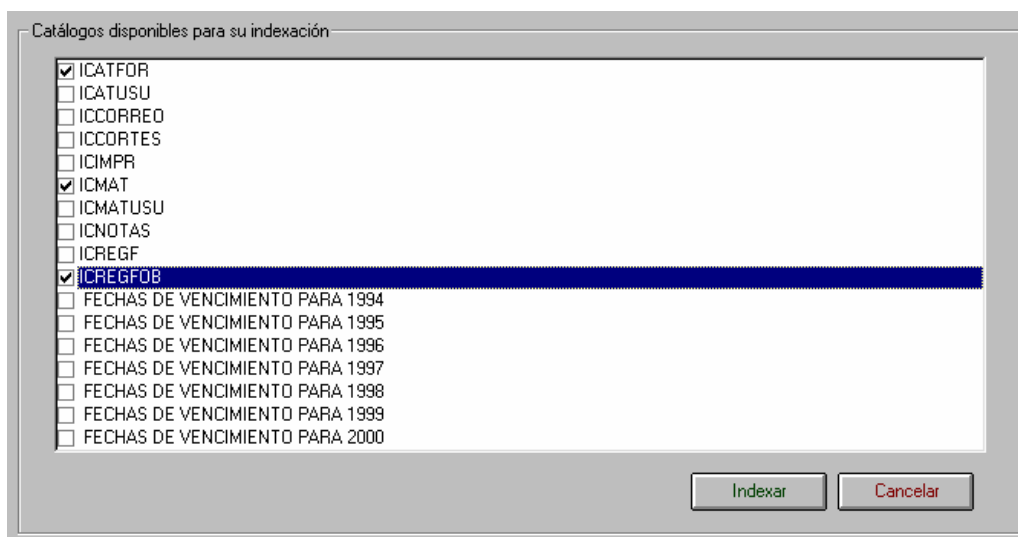 Catálogos disponibles para su indexación
ICATFOR
ICATUSU
ICCORREO
ICCORTES
ICIMPR
ICMAT
ICMATUSU
ICNOTAS
ICREGF
ICREGFOB
FECHAS DE VENCIMIENTO PARA 1994
FECHAS DE VENCIMIENTO PARA 1995
FECHAS DE VENCIMIENTO PARA 1996
FECHAS DE VENCIMIENTO PARA 1997
FECHAS DE VENCIMIENTO PARA 1998
FECHAS DE VENCIMIENTO PARA 1999
FECHAS DE VENCIMIENTO PARA 2000
Indexar Cancelar